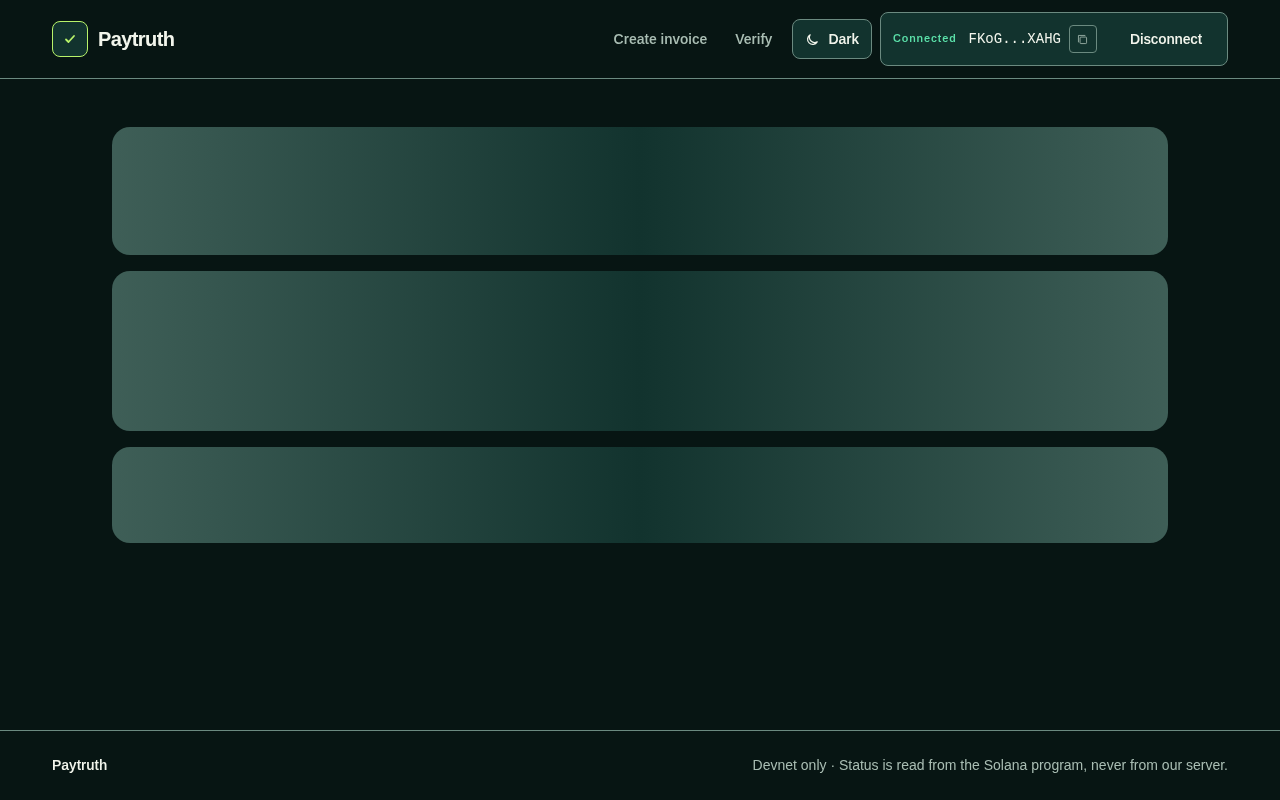 Paytruth
Create invoice
Verify
Dark
Connected FKoG...XAHG
Disconnect
Paytruth
Devnet only · Status is read from the Solana program, never from our server.